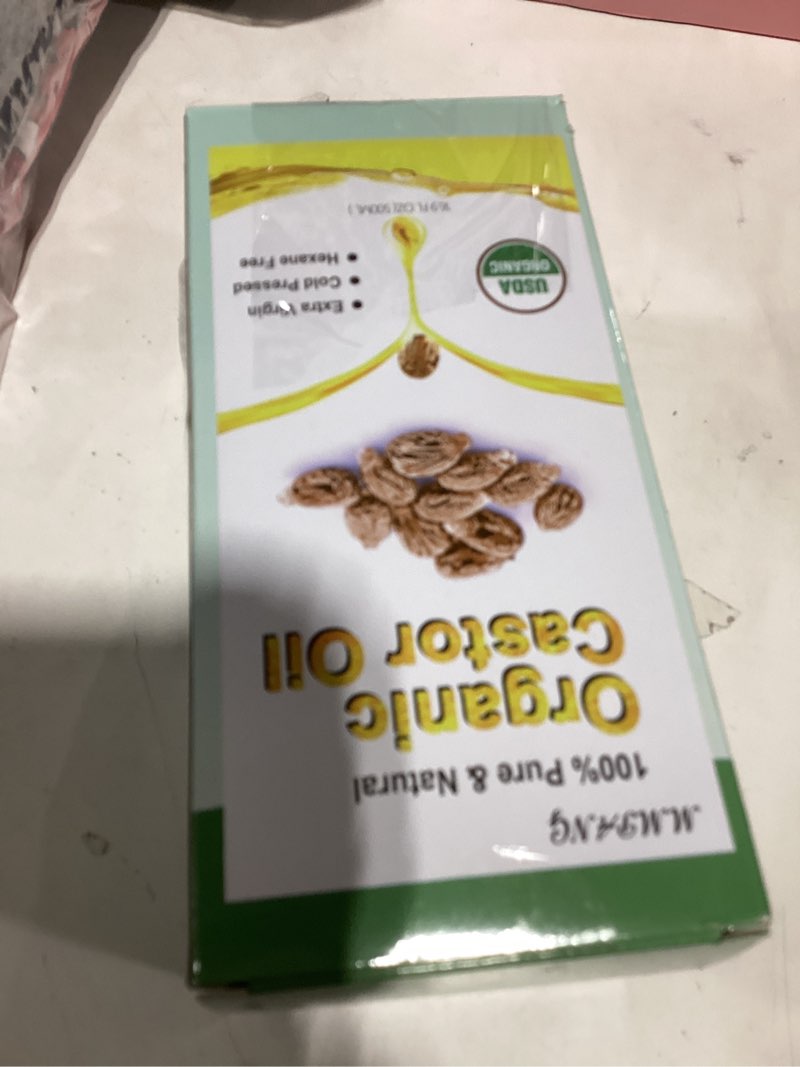 100% Pure & Natural
Organic
Castor Oil
USDA
ORGANIC
• Extra Virgin
• Cold Pressed
• Hexane Free
16.9 FL OZ(500ML)